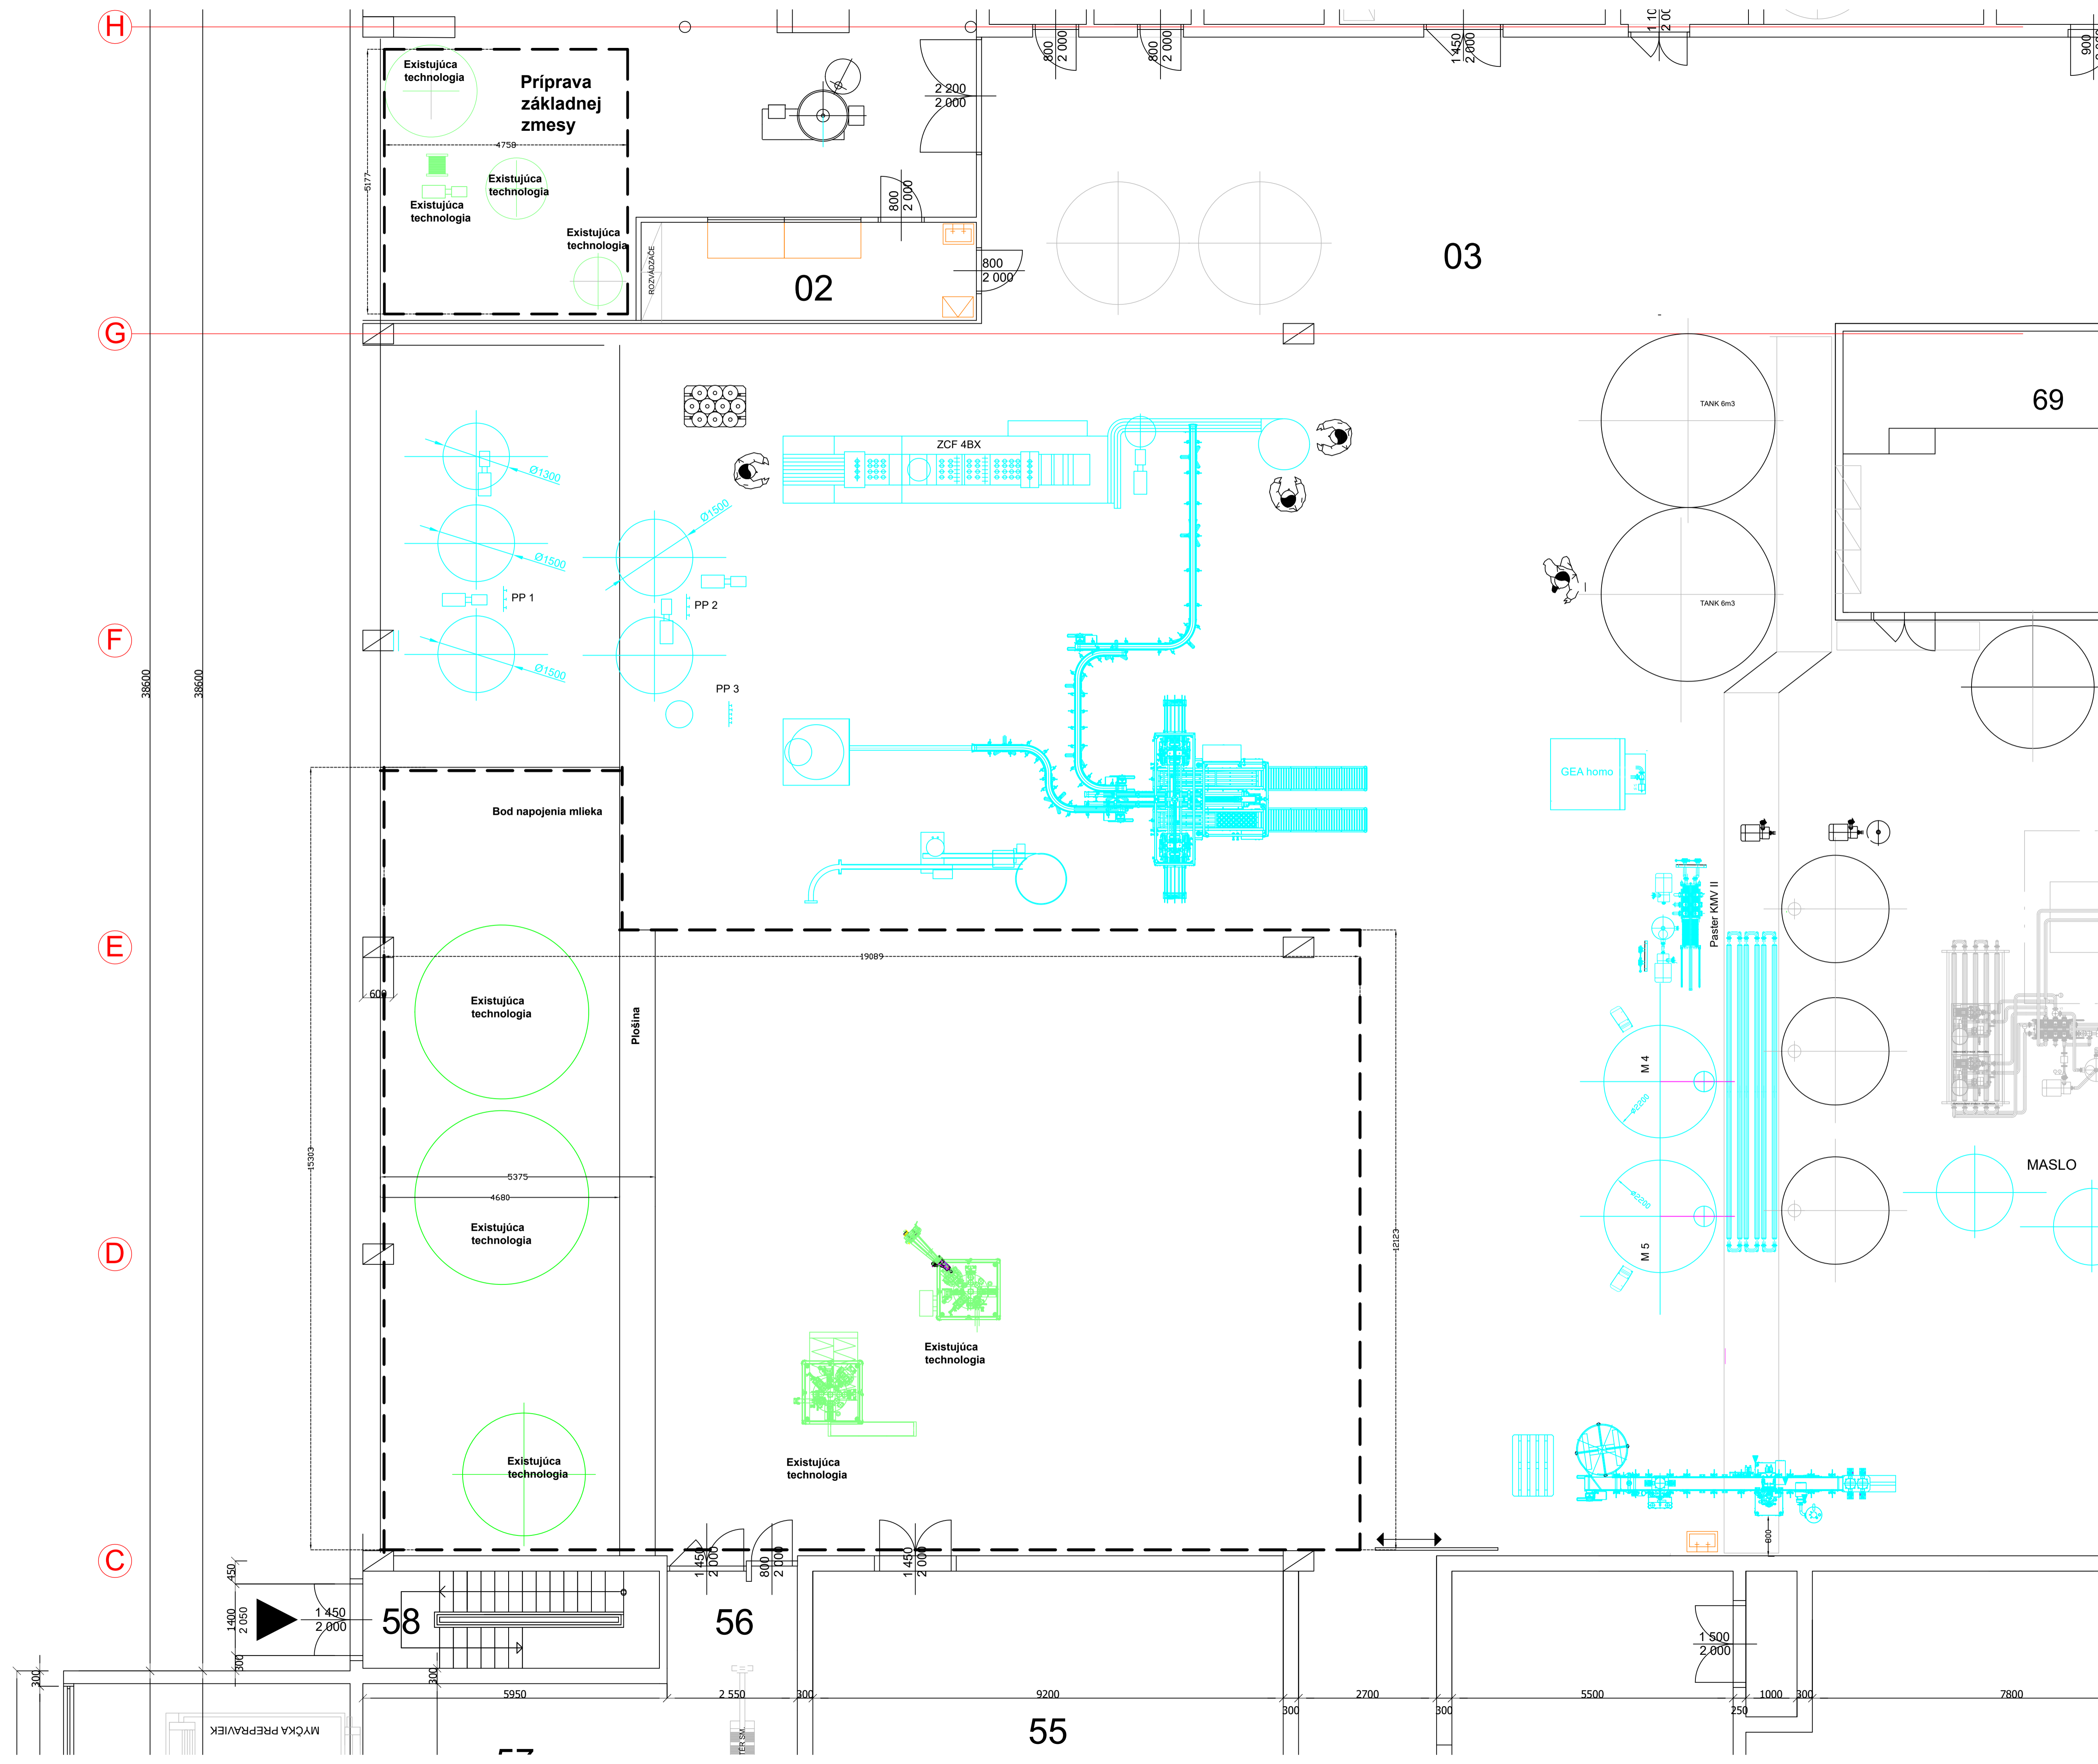 H
800
2 000
800
2 000
1 450
2 000
900
Existujúca
technologia
Príprava
základnej
zmesy
2 200
2 000
4758
5177
Existujúca
technologia
Existujúca
technologia
800
2 000
Existujúca
technologia
ROZVÁDZAČE
02
800
2 000
03
G
TANK 6m3
69
ZCF 4BX
Ø1300
Ø1500
Ø1500
PP 1
PP 2
TANK 6m3
F
Ø1500
PP 3
38600
38600
GEA homo
Bod napojenia mlieka
Paster KMV II
E
19089
600
Existujúca
technologia
Plošina
M 4
Ø2200
15303
5375
4680
MASLO
Existujúca
technologia
Ø2200
M 5
D
12123
Existujúca
technologia
Existujúca
technologia
Existujúca
technologia
800
C
450
1 450
2 000
800
2 000
1 450
2 000
1400
2 050
1 450
2 000
58
56
300
300
300
1 500
2 000
5950
2 550
300
9200
300
2700
300
5500
250
1000
300
7800
MYČKA PREPRAVIEK
55